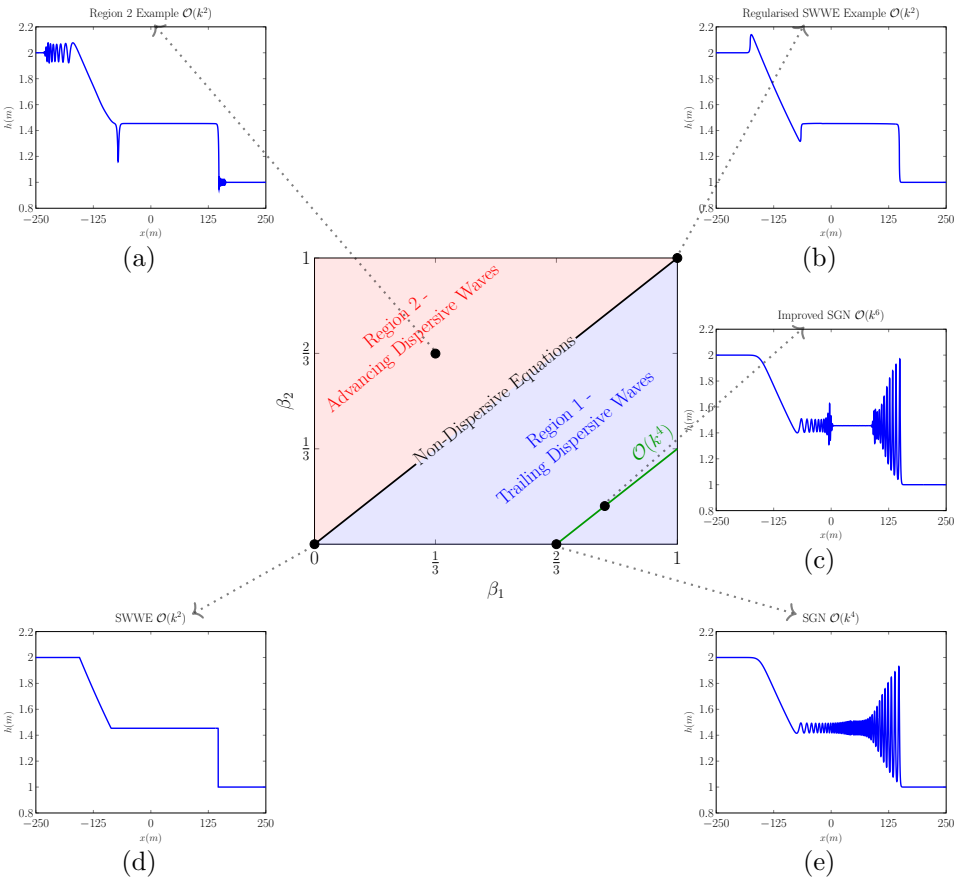 Region 2 Example 𝒪(k²)
2.2
2
1.8
1.6
1.4
1.2
1
0.8
h(m)
−250
−125
0
125
250
x(m)
(a)
Regularised SWWE Example 𝒪(k²)
2.2
2
1.8
1.6
1.4
1.2
1
0.8
h(m)
−250
−125
0
125
250
x(m)
(b)
1
2/3
1/3
β₂
0
1/3
2/3
1
β₁
Region 2 -
Advancing Dispersive Waves
Non-Dispersive Equations
Region 1 -
Trailing Dispersive Waves
𝒪(k⁴)
Improved SGN 𝒪(k⁶)
2.2
2
1.8
1.6
1.4
1.2
1
0.8
h(m)
−250
−125
0
125
250
x(m)
(c)
SWWE 𝒪(k²)
2.2
2
1.8
1.6
1.4
1.2
1
0.8
h(m)
−250
−125
0
125
250
x(m)
(d)
SGN 𝒪(k⁴)
2.2
2
1.8
1.6
1.4
1.2
1
0.8
h(m)
−250
−125
0
125
250
x(m)
(e)